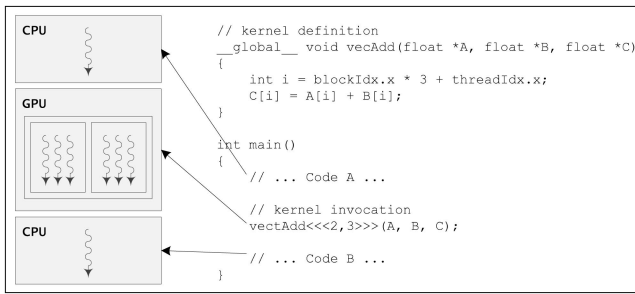 CPU
GPU
CPU
// kernel definition
__global__ void vecAdd(float *A, float *B, float *C)
{
    int i = blockIdx.x * 3 + threadIdx.x;
    C[i] = A[i] + B[i];
}
int main()
{
    // ... Code A ...
    // kernel invocation
    vectAdd<<<2,3>>>(A, B, C);
    // ... Code B ...
}